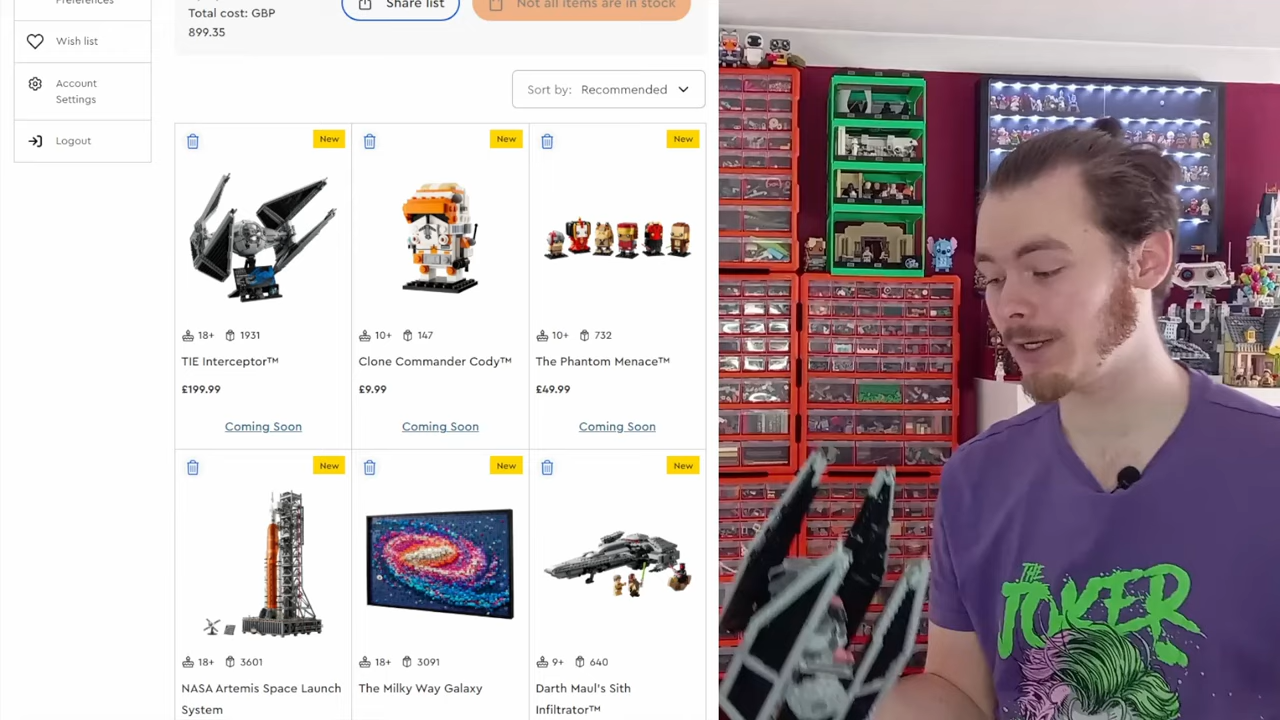 Preferences
Wish list
Account
Settings
Logout
Total cost: GBP
899.35
Share list
Not all items are in stock
Sort by: Recommended
New
New
New
18+ 1931
10+ 147
10+ 732
TIE Interceptor™
Clone Commander Cody™
The Phantom Menace™
£199.99
£9.99
£49.99
Coming Soon
Coming Soon
Coming Soon
New
New
New
18+ 3601
18+ 3091
9+ 640
NASA Artemis Space Launch
System
The Milky Way Galaxy
Darth Maul's Sith
Infiltrator™
THE
JOKER